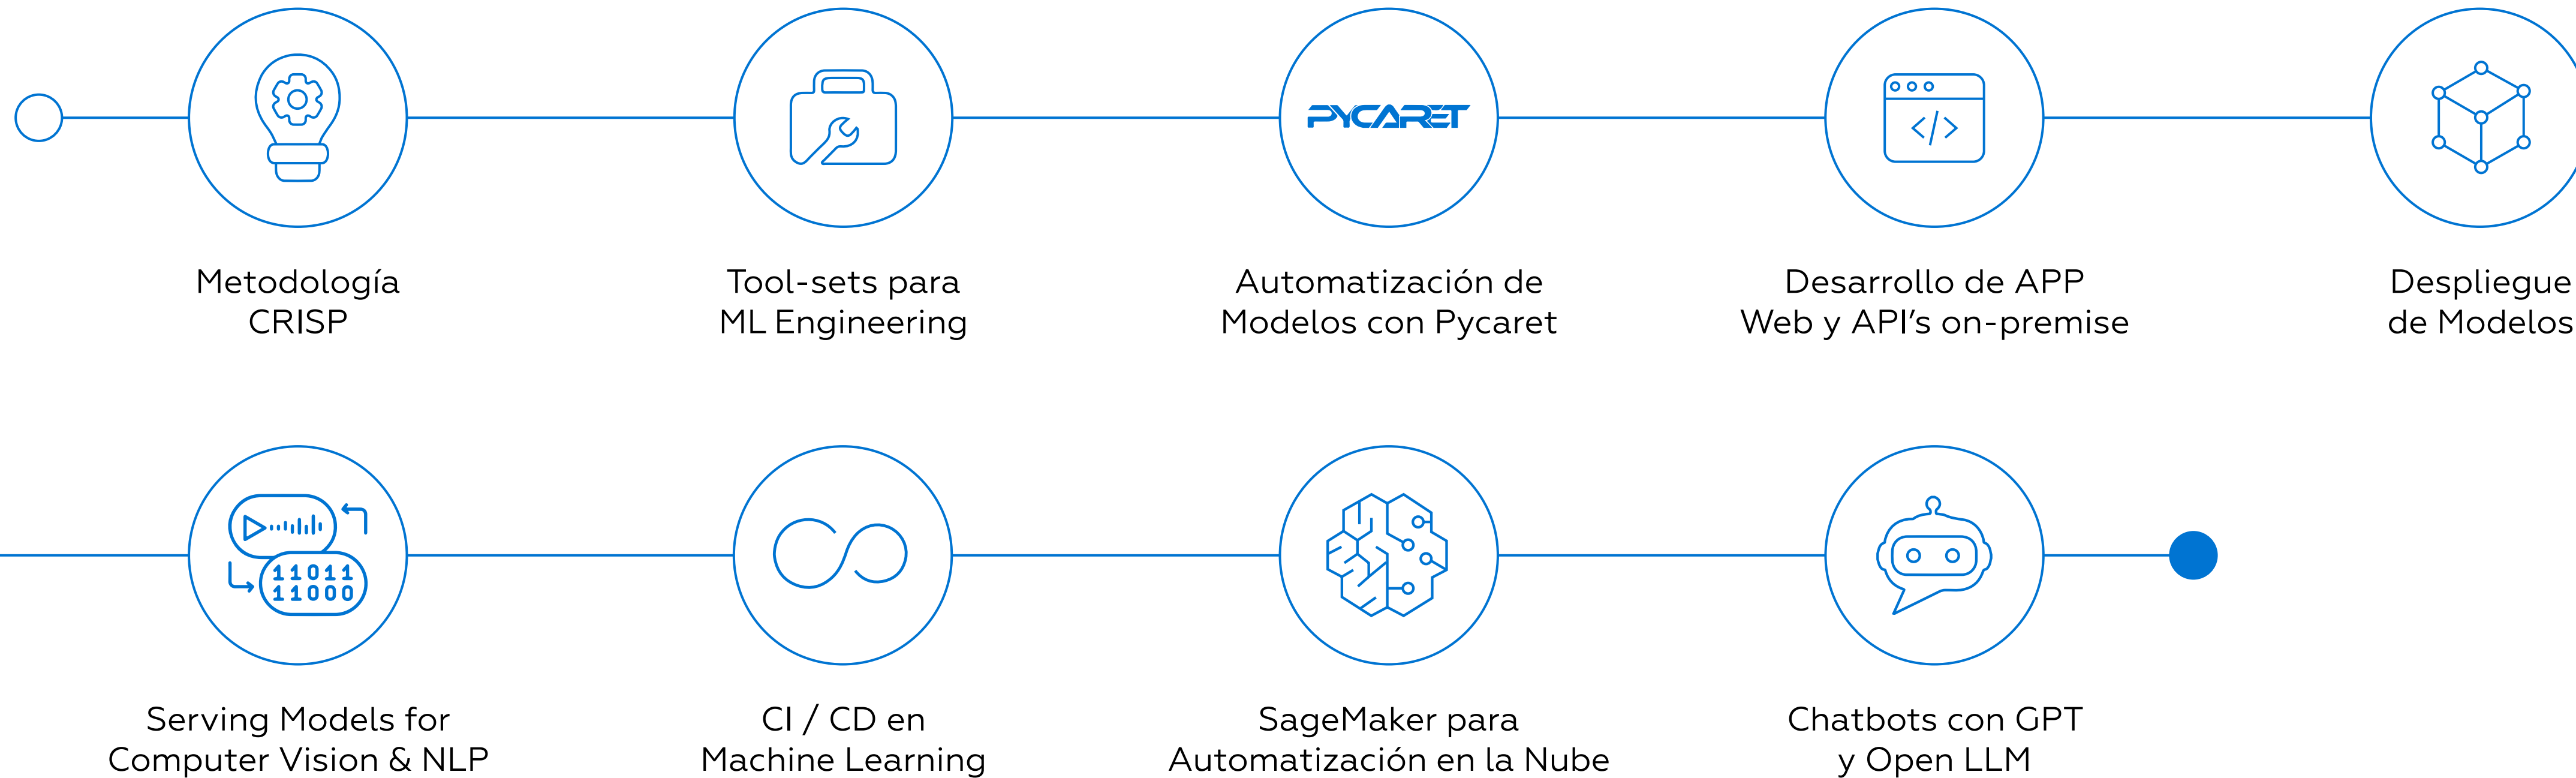 PYCARET
Metodología
CRISP
Tool-sets para
ML Engineering
Automatización de
Modelos con Pycaret
Desarrollo de APP
Web y API’s on-premise
Despliegue
de Modelos
11011
11000
Serving Models for
Computer Vision & NLP
CI / CD en
Machine Learning
SageMaker para
Automatización en la Nube
Chatbots con GPT
y Open LLM